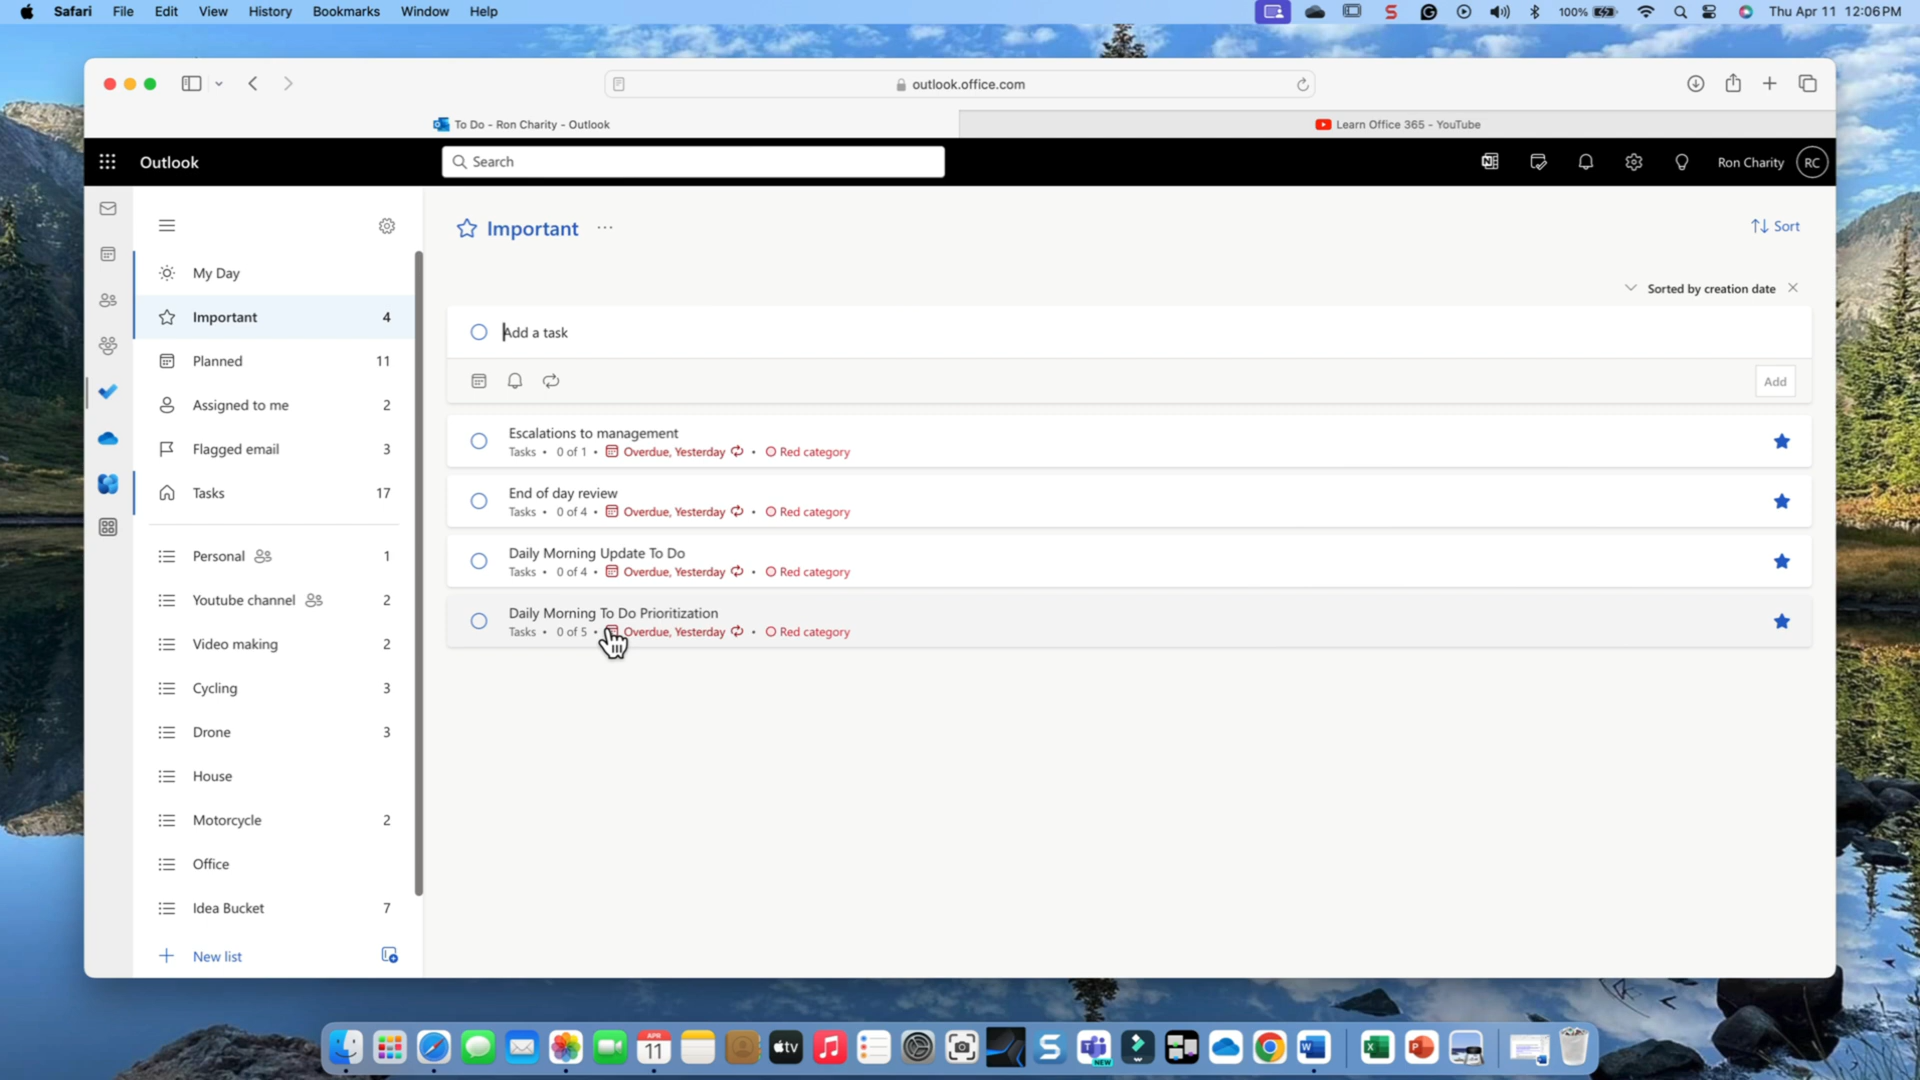 Safari File Edit View History Bookmarks Window Help
100% Thu Apr 11 12:06 PM
outlook.office.com
To Do - Ron Charity - Outlook
Learn Office 365 - YouTube
Outlook
Search
Ron Charity RC
My Day
Important 4
Planned 11
Assigned to me 2
Flagged email 3
Tasks 17
Personal 1
Youtube channel 2
Video making 2
Cycling 3
Drone 3
House
Motorcycle 2
Office
Idea Bucket 7
New list
Important ...
Sort
Sorted by creation date
Add a task
Add
Escalations to management
Tasks • 0 of 1 • Overdue, Yesterday • Red category
End of day review
Tasks • 0 of 4 • Overdue, Yesterday • Red category
Daily Morning Update To Do
Tasks • 0 of 4 • Overdue, Yesterday • Red category
Daily Morning To Do Prioritization
Tasks • 0 of 5 • Overdue, Yesterday • Red category
APR
11
tv
NEW